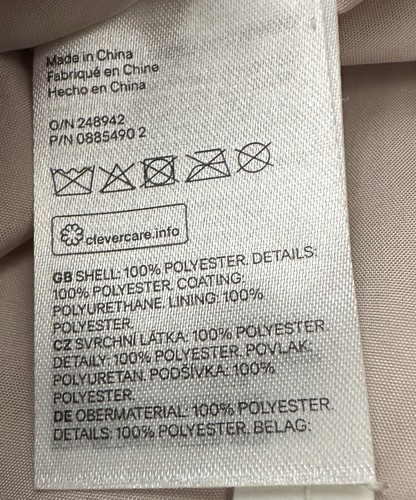 Made in China
Fabriqué en Chine
Hecho en China
O/N 248942
P/N 0885490 2
clevercare.info
GB SHELL: 100% POLYESTER. DETAILS:
100% POLYESTER. COATING:
POLYURETHANE. LINING: 100%
POLYESTER.
CZ SVRCHNÍ LÁTKA: 100% POLYESTER.
DETAILY: 100% POLYESTER. POVLAK:
POLYURETAN. PODŠÍVKA: 100%
POLYESTER.
DE OBERMATERIAL: 100% POLYESTER.
DETAILS: 100% POLYESTER. BELAG: